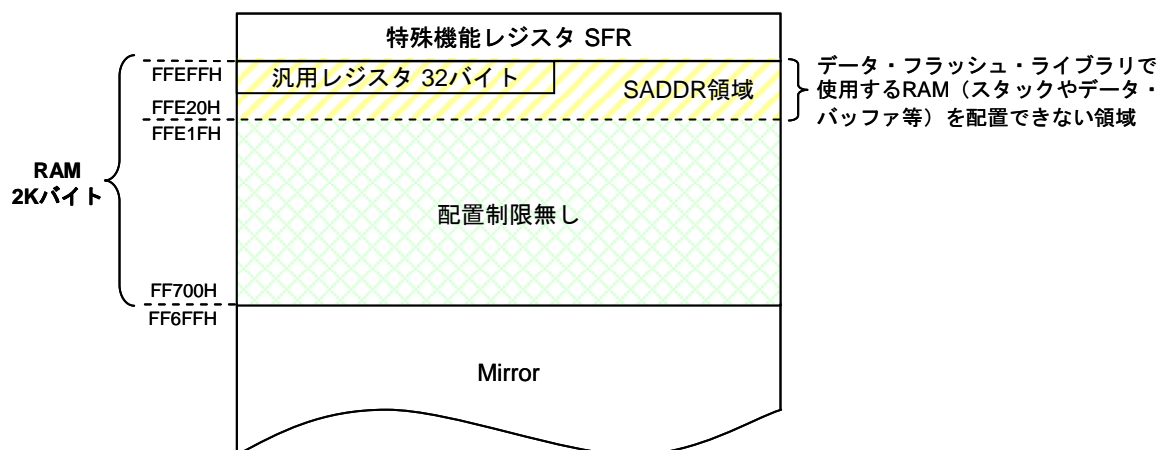 特殊機能レジスタ SFR
FFEFFH
汎用レジスタ 32バイト
SADDR領域
FFE20H
FFE1FH
データ・フラッシュ・ライブラリで
使用するRAM（スタックやデータ・
バッファ等）を配置できない領域
RAM
2Kバイト
配置制限無し
FF700H
FF6FFH
Mirror